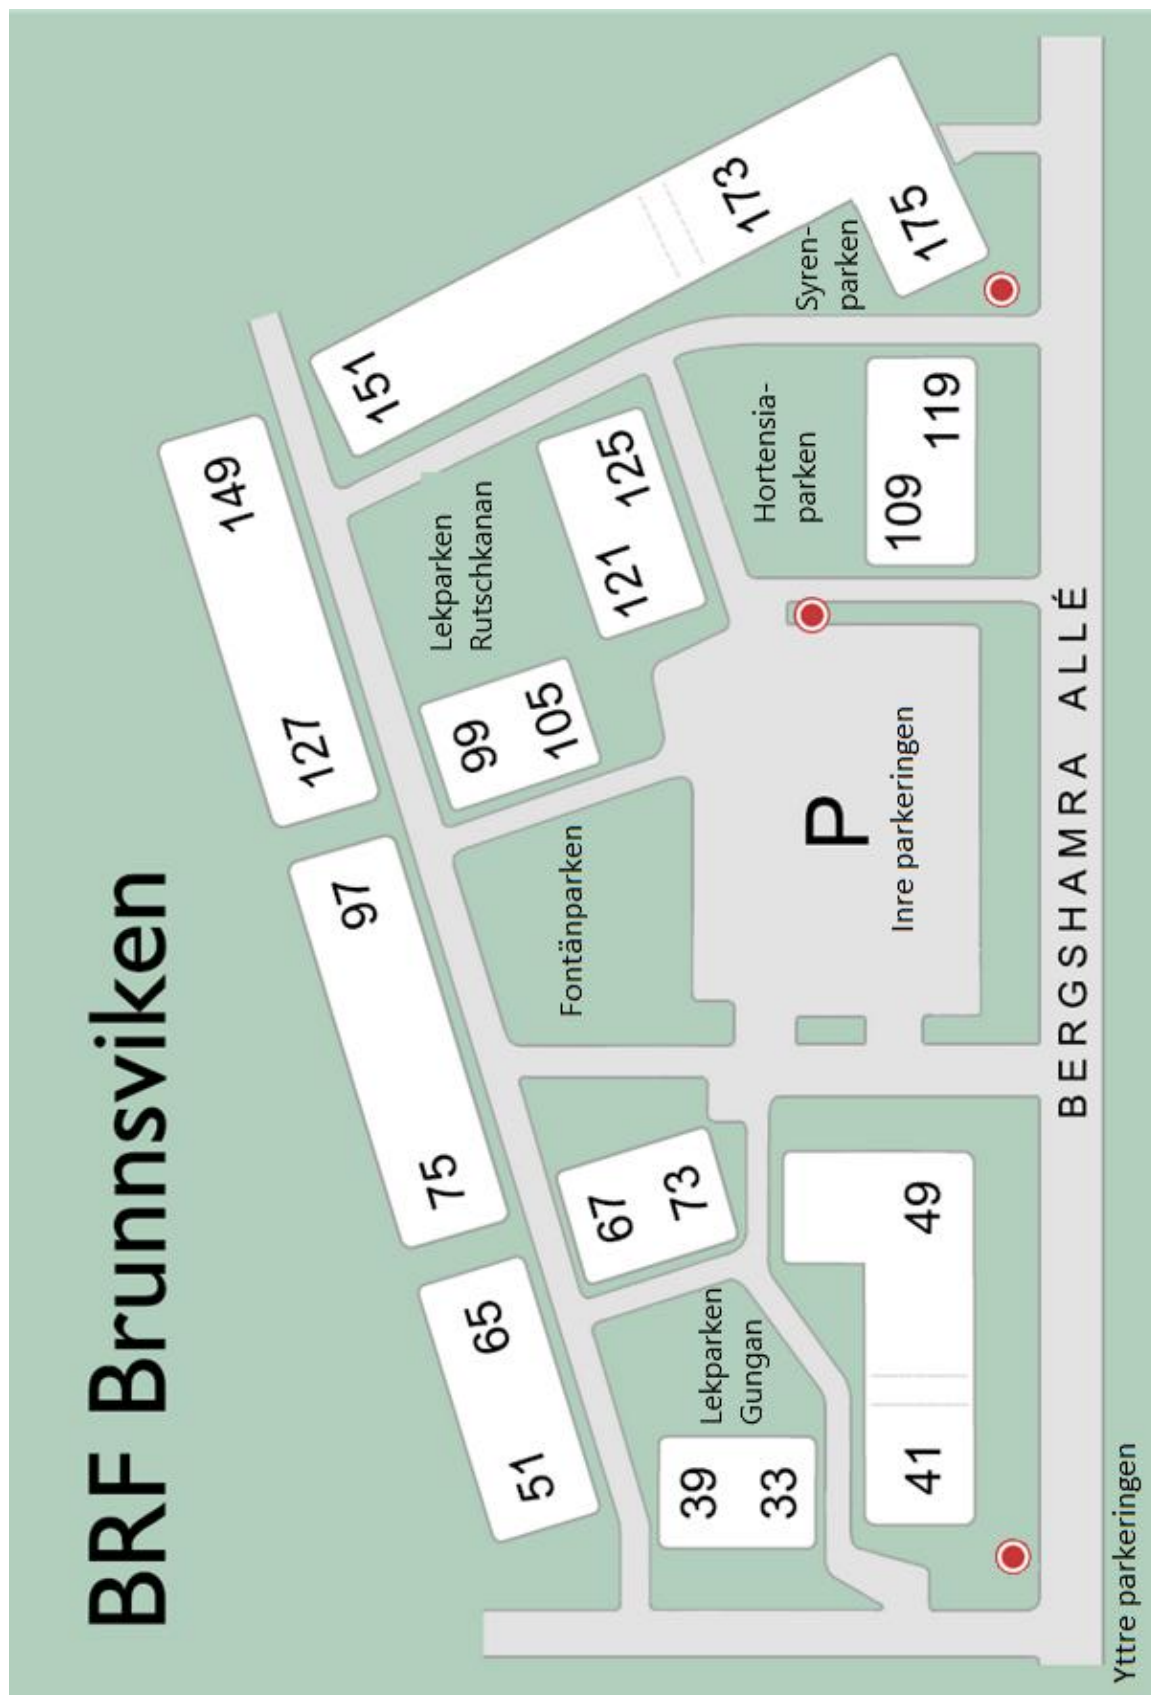 BRF Brunnsviken
51 65
75 97
127 149
151
173
175
39
33
Lekparken
Gungan
67
73
Fontänparken
99
105
Lekparken
Rutschkanan
121 125
Hortensia-
parken
Syren-
parken
41 49
P
Inre parkeringen
109 119
BERGSHAMRA ALLÉ
Yttre parkeringen